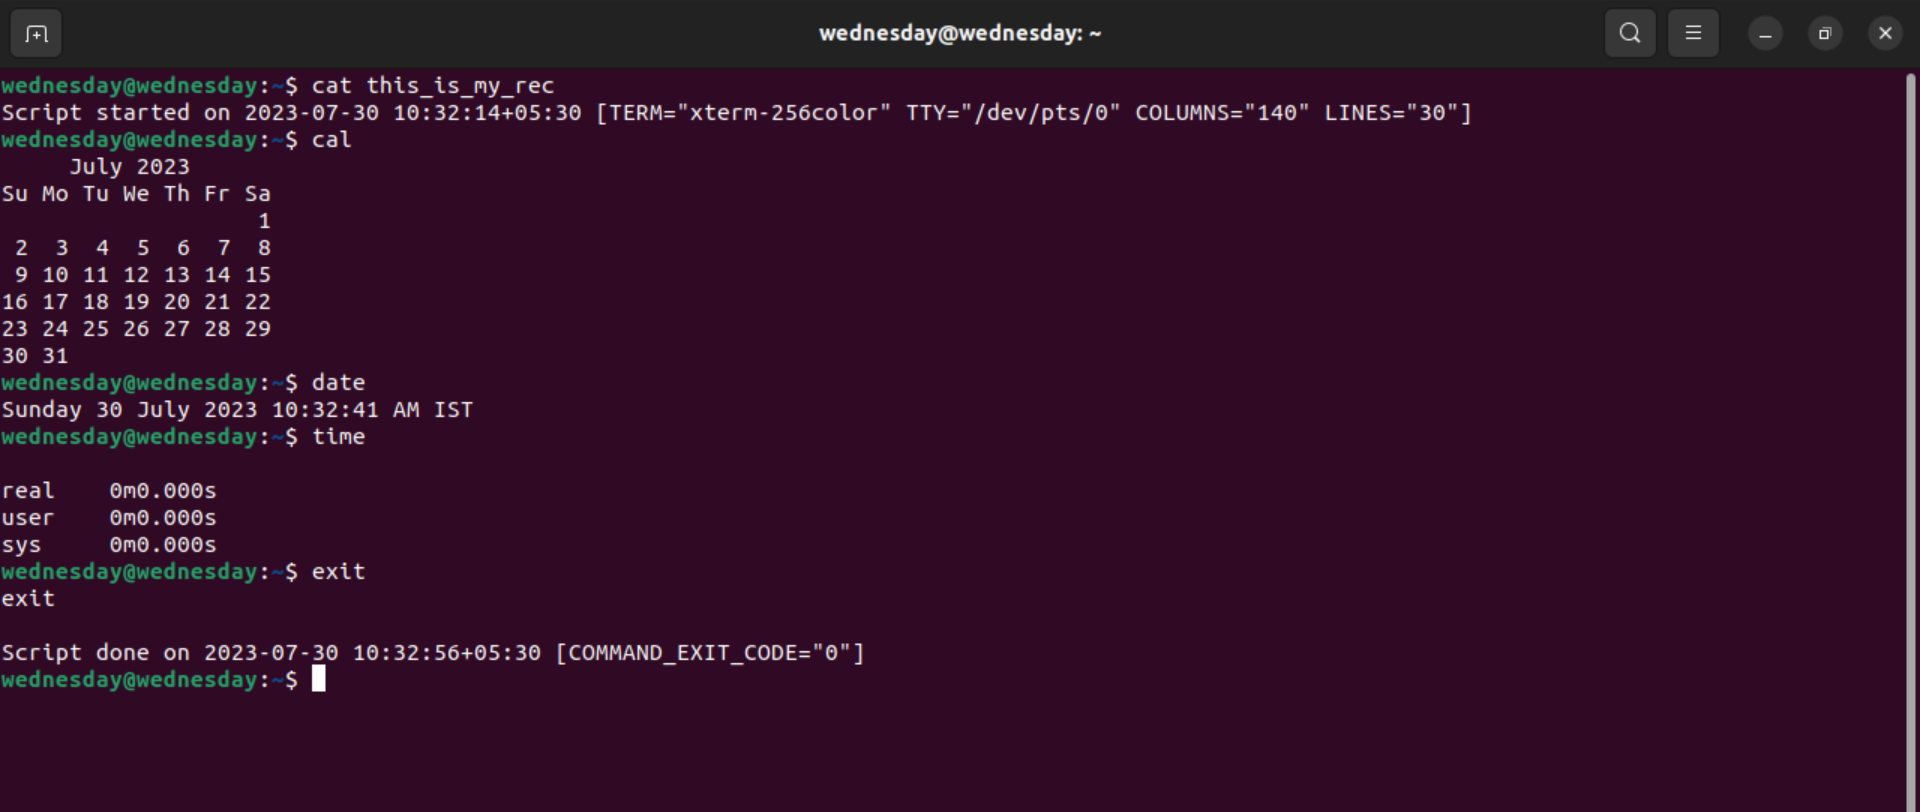 wednesday@wednesday: ~
wednesday@wednesday:~$ cat this_is_my_rec
Script started on 2023-07-30 10:32:14+05:30 [TERM="xterm-256color" TTY="/dev/pts/0" COLUMNS="140" LINES="30"]
wednesday@wednesday:~$ cal
     July 2023
Su Mo Tu We Th Fr Sa
                   1
 2  3  4  5  6  7  8
 9 10 11 12 13 14 15
16 17 18 19 20 21 22
23 24 25 26 27 28 29
30 31
wednesday@wednesday:~$ date
Sunday 30 July 2023 10:32:41 AM IST
wednesday@wednesday:~$ time
real    0m0.000s
user    0m0.000s
sys     0m0.000s
wednesday@wednesday:~$ exit
exit
Script done on 2023-07-30 10:32:56+05:30 [COMMAND_EXIT_CODE="0"]
wednesday@wednesday:~$